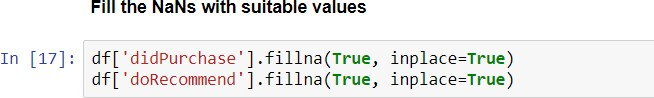 Fill the NaNs with suitable values
In [17]: df['didPurchase'].fillna(True, inplace=True)
df['doRecommend'].fillna(True, inplace=True)